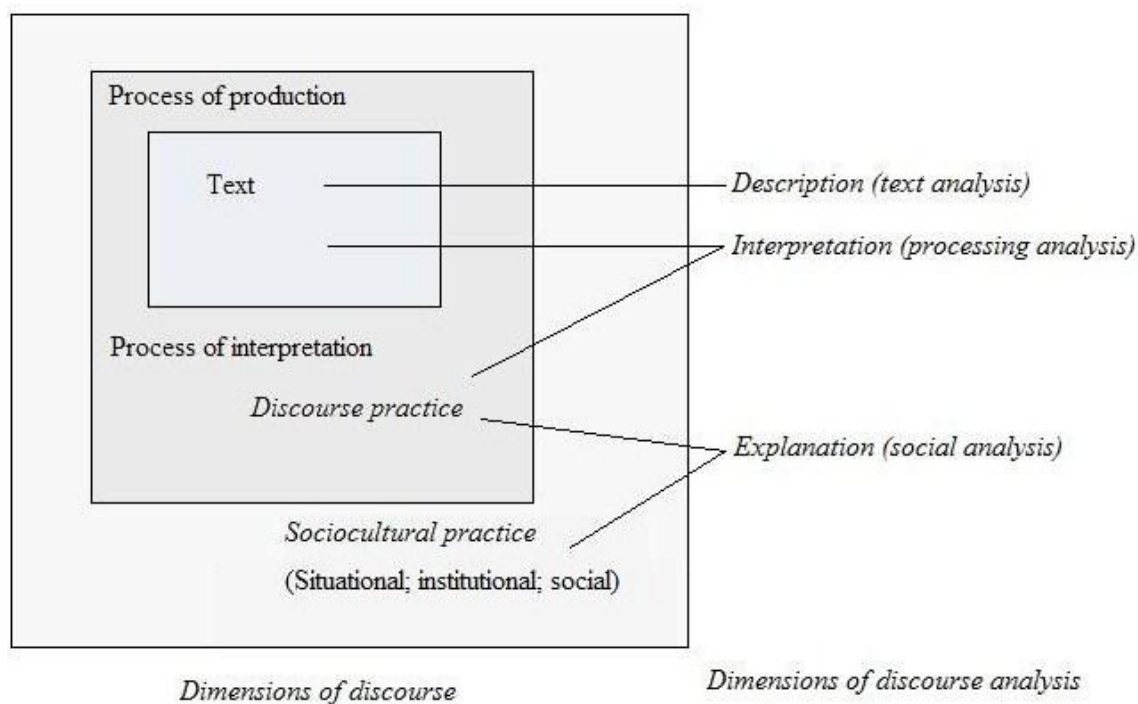 Process of production
Text
Description (text analysis)
Interpretation (processing analysis)
Process of interpretation
Discourse practice
Explanation (social analysis)
Sociocultural practice
(Situational; institutional; social)
Dimensions of discourse
Dimensions of discourse analysis